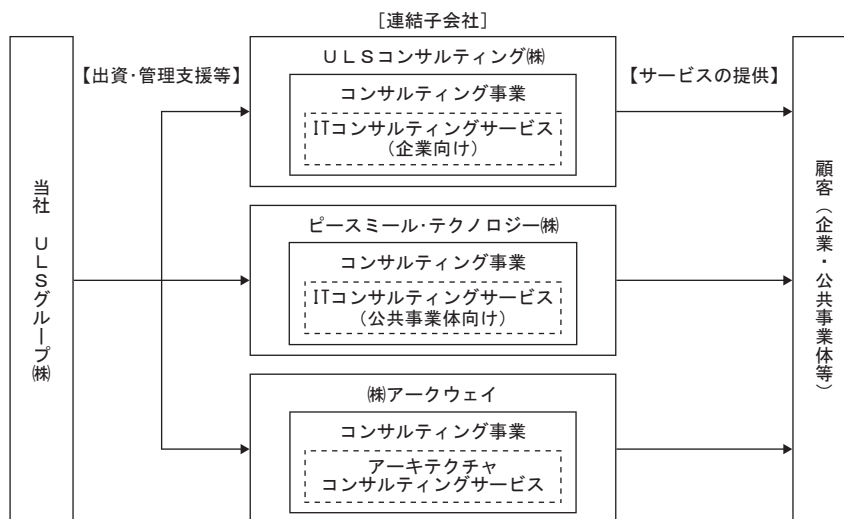 [連結子会社]
【出資・管理支援等】
【サービスの提供】
当社 ULSグループ㈱
ULSコンサルティング㈱
コンサルティング事業
ITコンサルティングサービス
(企業向け)
ピースミール・テクノロジー㈱
コンサルティング事業
ITコンサルティングサービス
(公共事業体向け)
㈱アークウェイ
コンサルティング事業
アーキテクチャ
コンサルティングサービス
顧客(企業・公共事業体等)